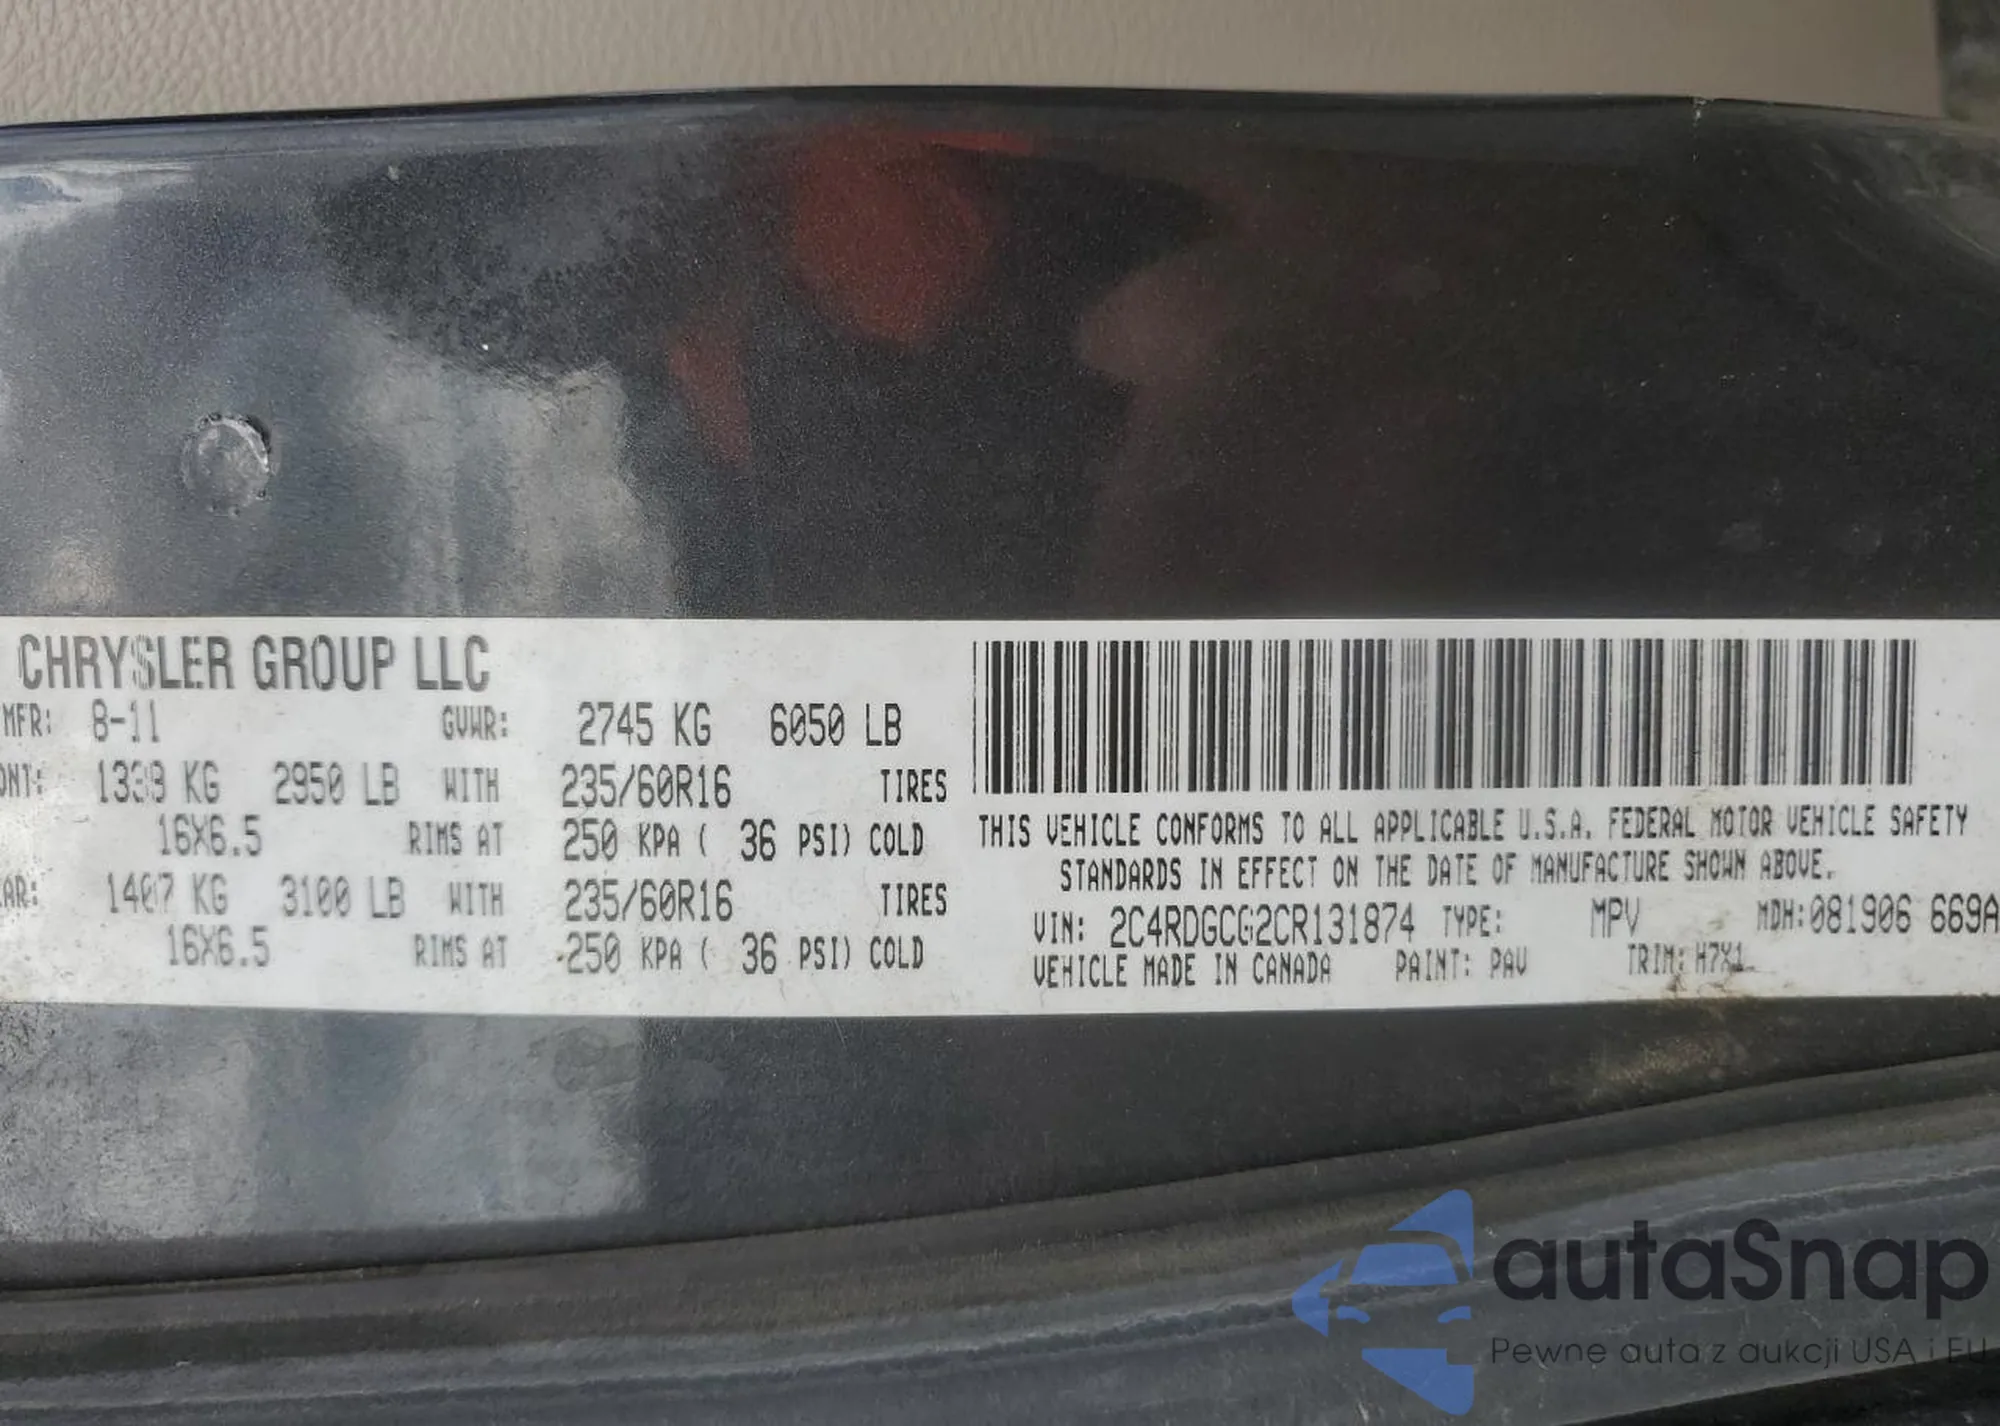 CHRYSLER GROUP LLC
MFR: 8-11 GVWR: 2745 KG 6050 LB
ONT: 1339 KG 2950 LB WITH 235/60R16 TIRES
16X6.5 RIMS AT 250 KPA ( 36 PSI) COLD
EAR: 1407 KG 3100 LB WITH 235/60R16 TIRES
16X6.5 RIMS AT 250 KPA ( 36 PSI) COLD
THIS VEHICLE CONFORMS TO ALL APPLICABLE U.S.A. FEDERAL MOTOR VEHICLE SAFETY
STANDARDS IN EFFECT ON THE DATE OF MANUFACTURE SHOWN ABOVE.
VIN: 2C4RDGCG2CR131874 TYPE: MPV MDH:081906 669A
VEHICLE MADE IN CANADA PAINT: PAV TRIM: H7X1
autaSnap
Pewne auta z aukcji USA i EU